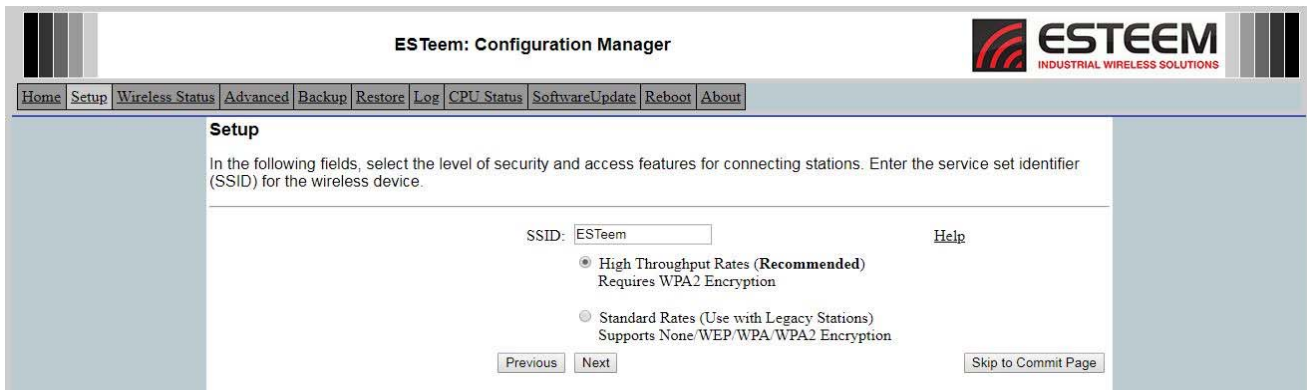 ESTeem: Configuration Manager
ESTEEM
INDUSTRIAL WIRELESS SOLUTIONS
Home Setup Wireless Status Advanced Backup Restore Log CPU Status SoftwareUpdate Reboot About
Setup
In the following fields, select the level of security and access features for connecting stations. Enter the service set identifier
(SSID) for the wireless device.
SSID: ESTeem Help
High Throughput Rates (Recommended)
Requires WPA2 Encryption
Standard Rates (Use with Legacy Stations)
Supports None/WEP/WPA/WPA2 Encryption
Previous Next Skip to Commit Page